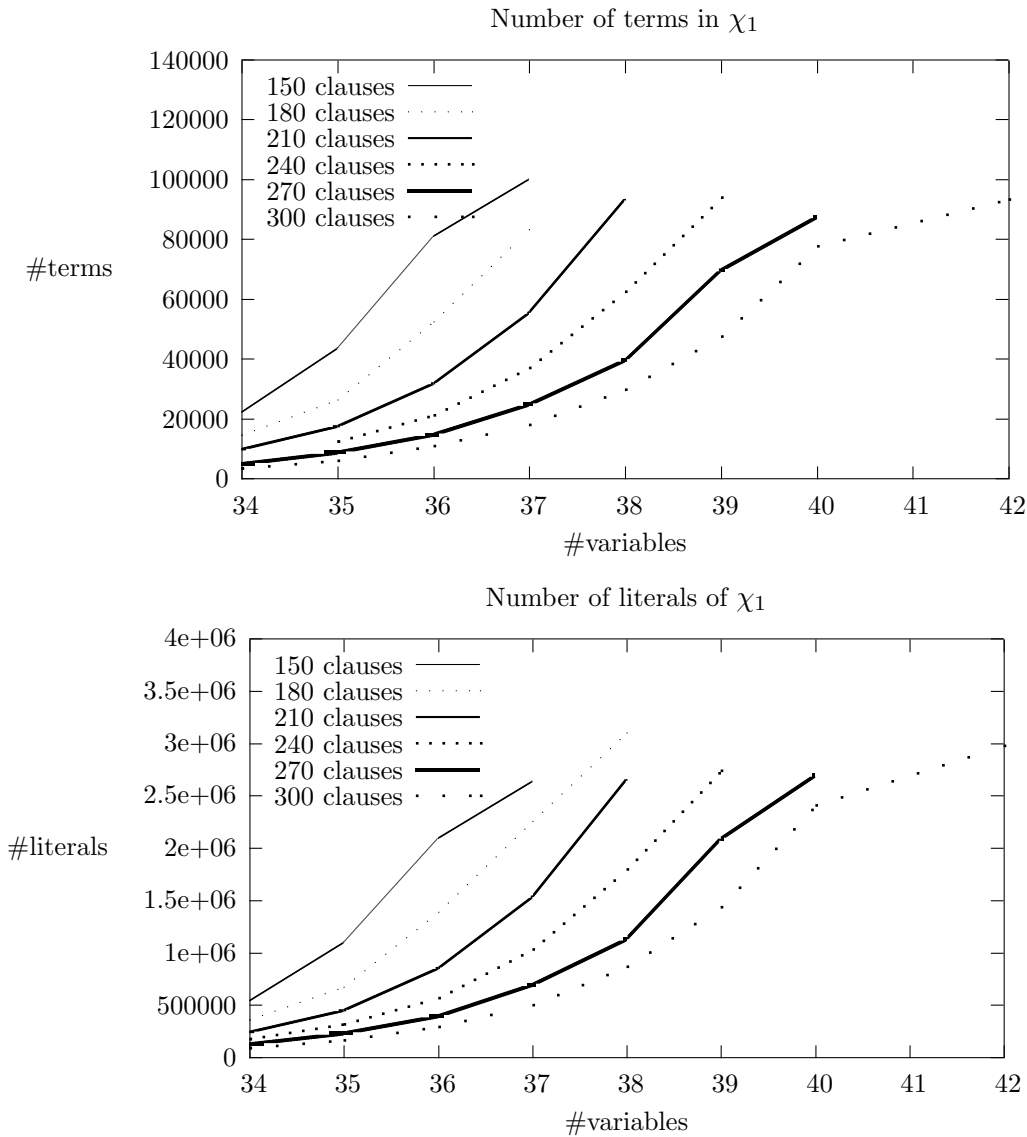 Number of terms in χ1
140000
120000
100000
80000
60000
40000
20000
0
#terms
150 clauses
180 clauses
210 clauses
240 clauses
270 clauses
300 clauses
34 35 36 37 38 39 40 41 42
#variables
Number of literals of χ1
4e+06
3.5e+06
3e+06
2.5e+06
2e+06
1.5e+06
1e+06
500000
0
#literals
150 clauses
180 clauses
210 clauses
240 clauses
270 clauses
300 clauses
34 35 36 37 38 39 40 41 42
#variables